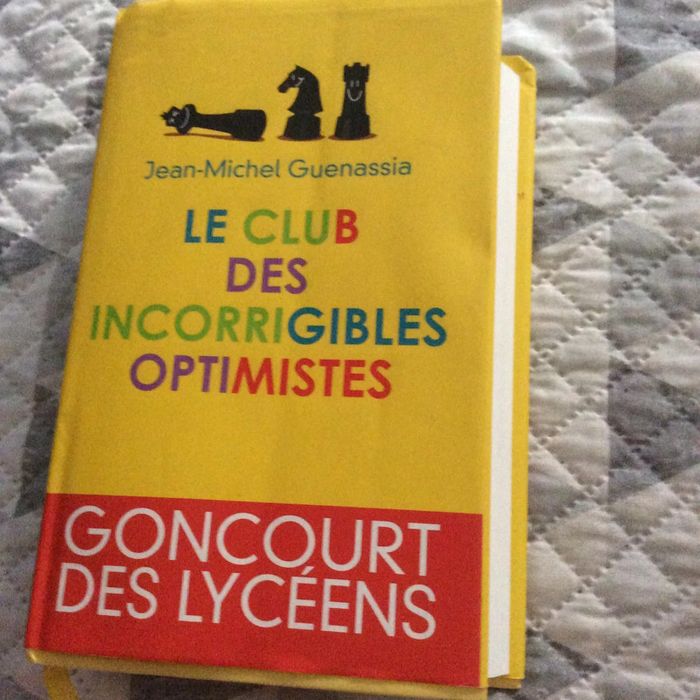 Jean-Michel Guenassia
LE CLUB
DES
INCORRIGIBLES
OPTIMISTES
GONCOURT
DES LYCÉENS